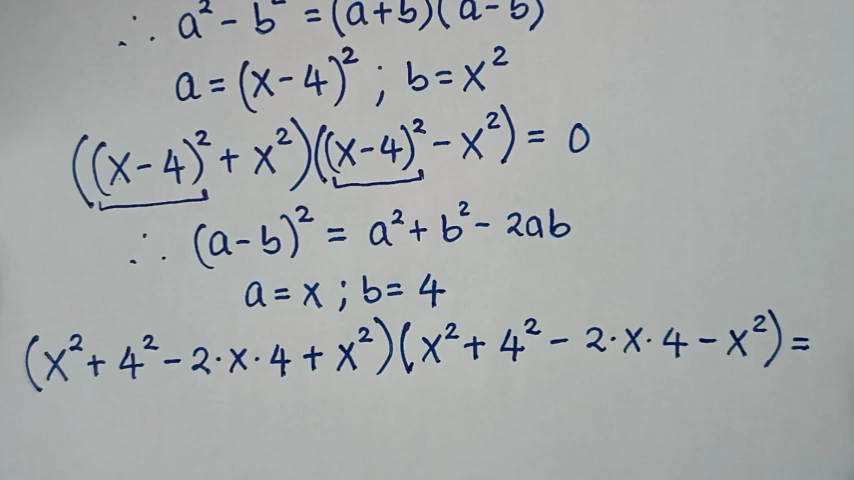 ∴ a² - b² = (a+b)(a-b)
a = (x-4)² ; b = x²
((x-4)² + x²)((x-4)² - x²) = 0
∴ (a-b)² = a² + b² - 2ab
a = x ; b = 4
(x² + 4² - 2·x·4 + x²)(x² + 4² - 2·x·4 - x²) =